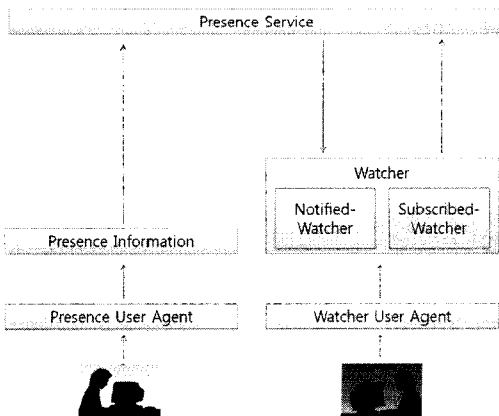 Presence Service
Watcher
Notified-
Watcher
Subscribed-
Watcher
Presence Information
Presence User Agent
Watcher User Agent